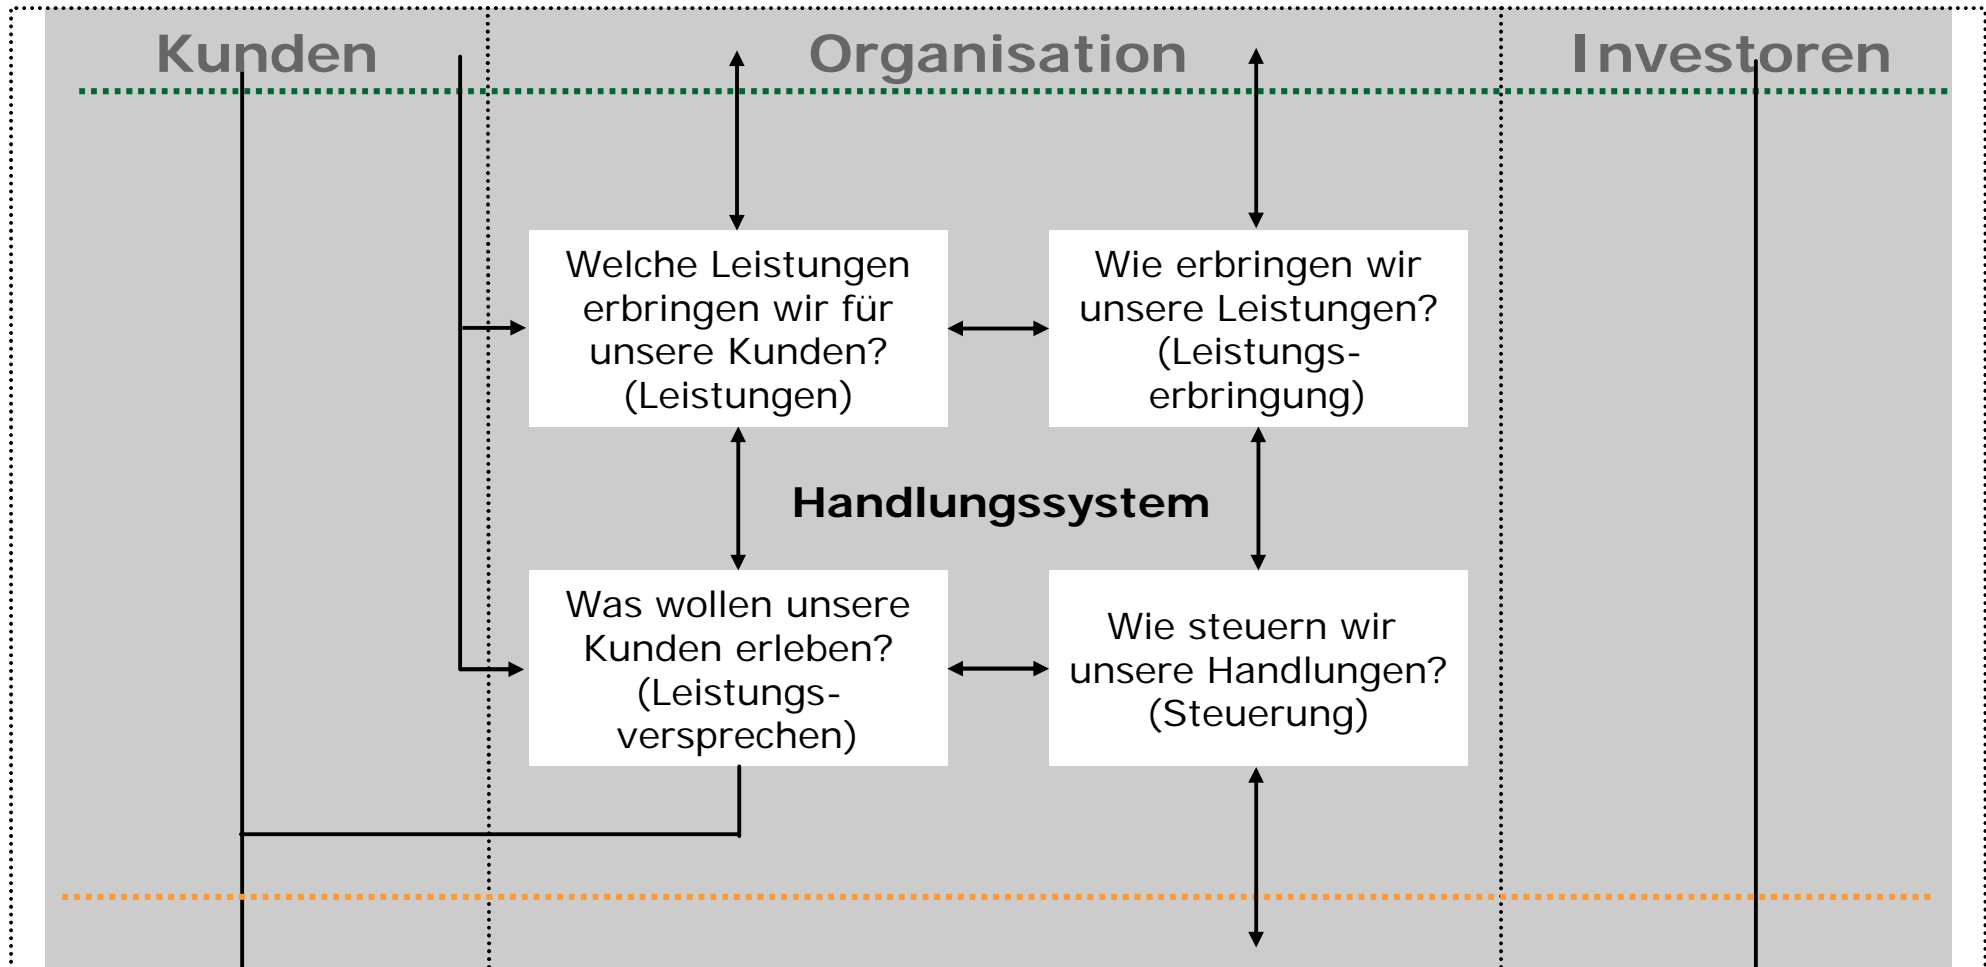 Kunden
Organisation
Investoren
Welche Leistungen
erbringen wir für
unsere Kunden?
(Leistungen)
Wie erbringen wir
unsere Leistungen?
(Leistungs-
erbringung)
Handlungssystem
Was wollen unsere
Kunden erleben?
(Leistungs-
versprechen)
Wie steuern wir
unsere Handlungen?
(Steuerung)